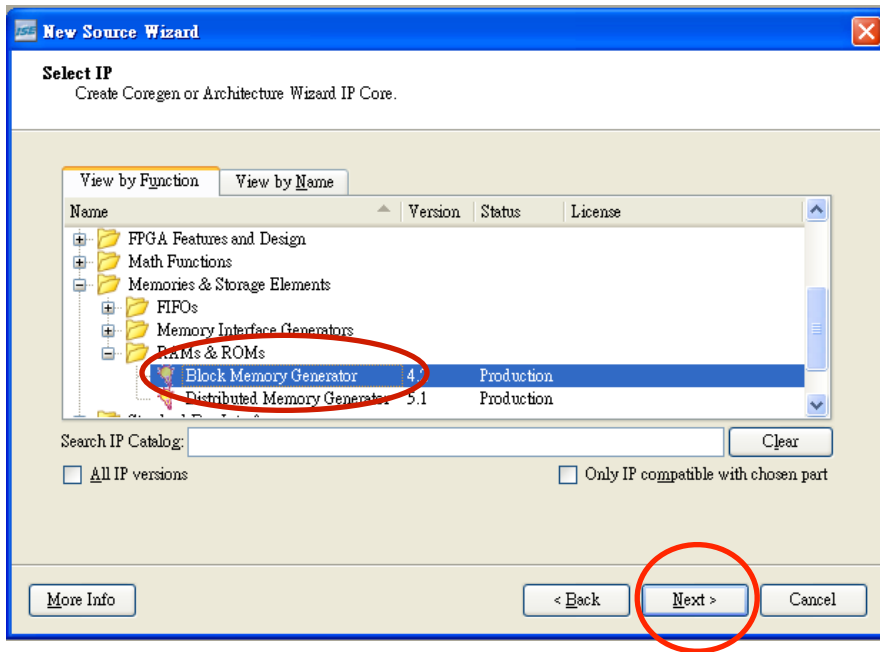 ISE New Source Wizard
Select IP
Create Coregen or Architecture Wizard IP Core.
View by Function View by Name
Name Version Status License
FPGA Features and Design
Math Functions
Memories & Storage Elements
FIFOs
Memory Interface Generators
RAMs & ROMs
Block Memory Generator Production
Distributed Memory Generator 5.1 Production
Search IP Catalog: Clear
All IP versions Only IP compatible with chosen part
More Info < Back Next > Cancel